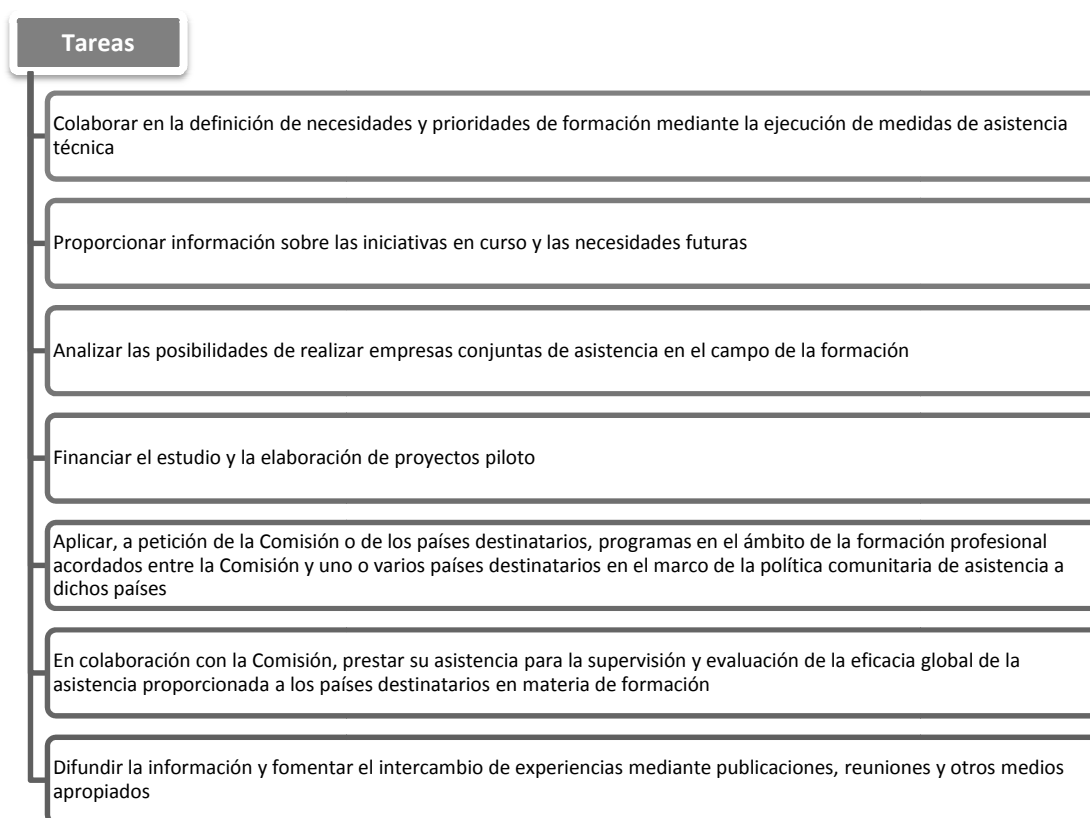 Tareas
Colaborar en la definición de necesidades y prioridades de formación mediante la ejecución de medidas de asistencia
técnica
Proporcionar información sobre las iniciativas en curso y las necesidades futuras
Analizar las posibilidades de realizar empresas conjuntas de asistencia en el campo de la formación
Financiar el estudio y la elaboración de proyectos piloto
Aplicar, a petición de la Comisión o de los países destinatarios, programas en el ámbito de la formación profesional
acordados entre la Comisión y uno o varios países destinatarios en el marco de la política comunitaria de asistencia a
dichos países
En colaboración con la Comisión, prestar su asistencia para la supervisión y evaluación de la eficacia global de la
asistencia proporcionada a los países destinatarios en materia de formación
Difundir la información y fomentar el intercambio de experiencias mediante publicaciones, reuniones y otros medios
apropiados